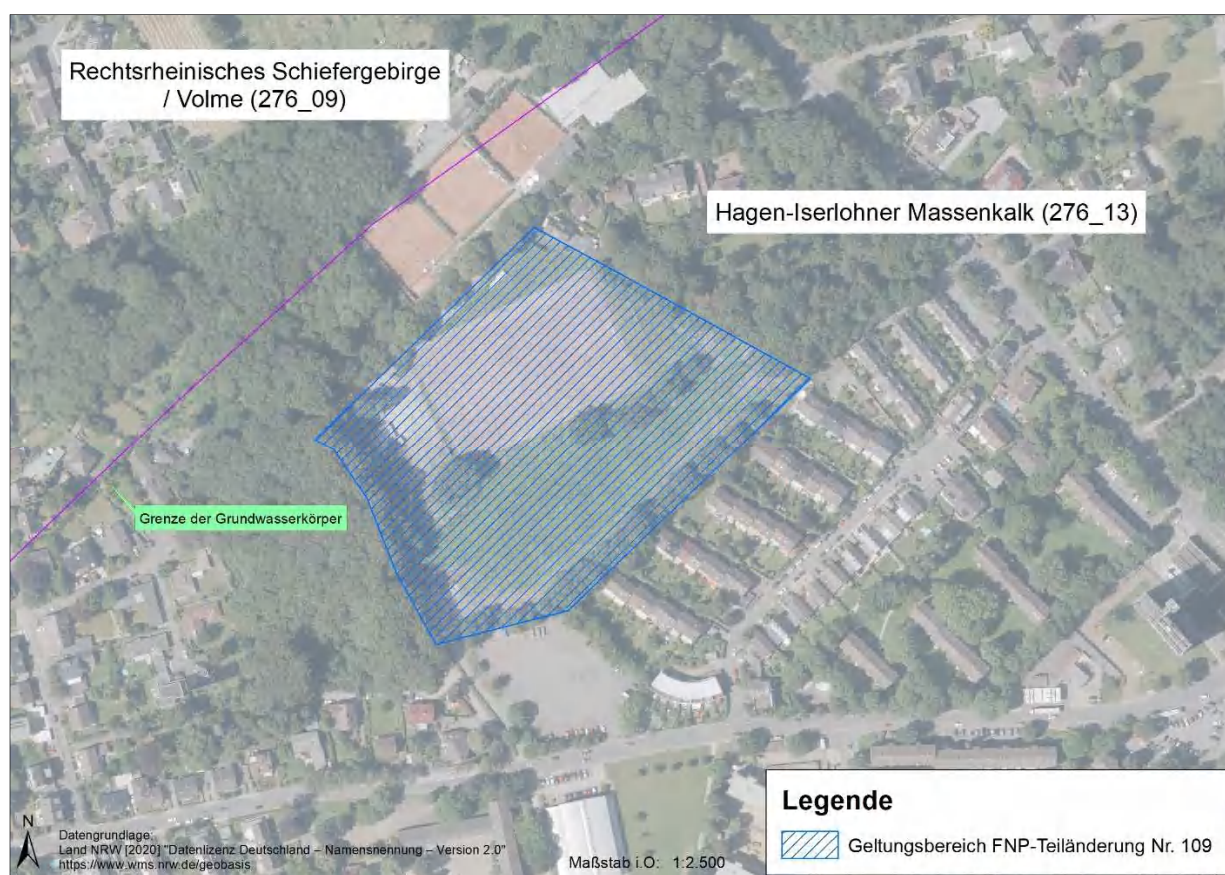 Rechtsrheinisches Schiefergebirge
/ Volme (276_09)
Hagen-Iserlohner Massenkalk (276_13)
Grenze der Grundwasserkörper
N
Datengrundlage:
Land NRW [2020] "Datenlizenz Deutschland – Namensnennung – Version 2.0"
https://www.wms.nrw.de/geobasis
Maßstab i.O: 1:2.500
Legende
Geltungsbereich FNP-Teiländerung Nr. 109